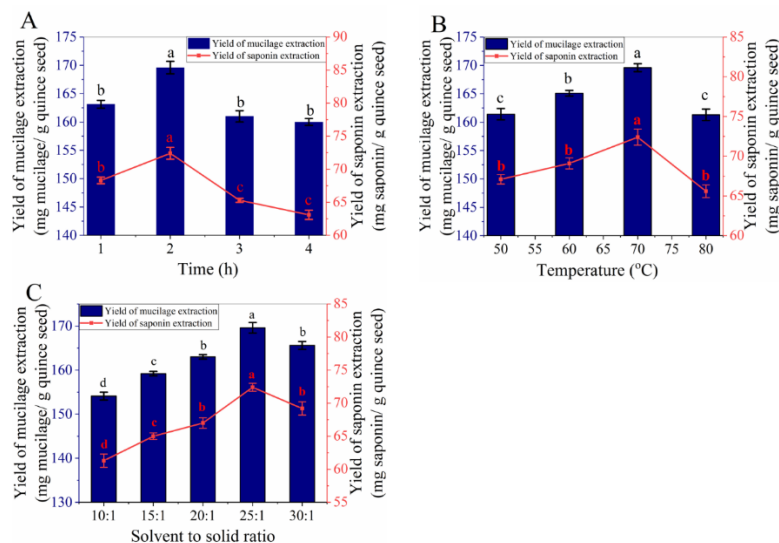 A
Yield of mucilage extraction
(mg mucilage/ g quince seed)
175
170
165
160
155
150
145
140
Yield of mucilage extraction
Yield of saponin extraction
b
a
b
b
b
a
c
c
90
85
80
75
70
65
60
Yield of saponin extraction
(mg saponin/ g quince seed)
1
2
3
4
Time (h)
B
Yield of mucilage extraction
(mg mucilage/ g quince seed)
175
170
165
160
155
150
145
140
Yield of mucilage extraction
Yield of saponin extraction
c
b
a
c
b
b
a
b
85
80
75
70
65
60
Yield of saponin extraction
(mg saponin/ g quince seed)
50
55
60
65
70
75
80
Temperature (°C)
C
Yield of mucilage extraction
(mg mucilage/ g quince seed)
170
160
150
140
130
Yield of mucilage extraction
Yield of saponin extraction
d
c
b
a
b
d
c
b
a
b
85
80
75
70
65
60
55
Yield of saponin extraction
(mg saponin/ g quince seed)
10:1
15:1
20:1
25:1
30:1
Solvent to solid ratio